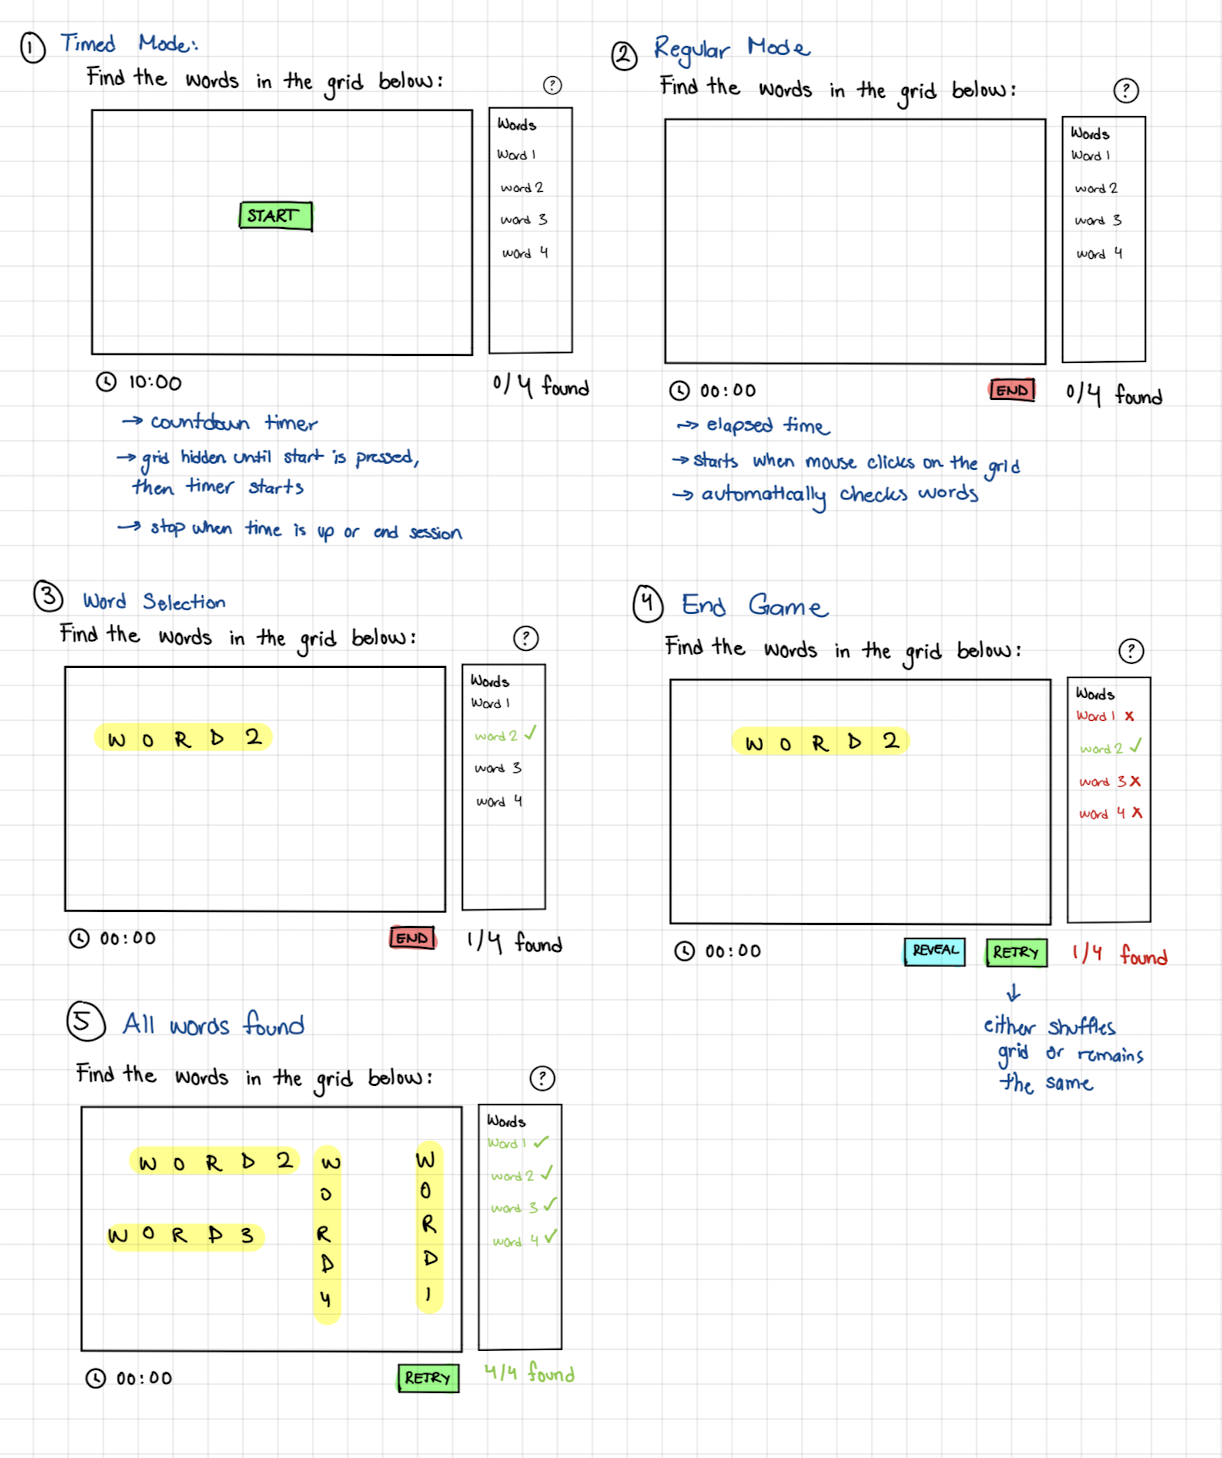 1 Timed Mode:
Find the words in the grid below: ?
START
Words
Word 1
word 2
word 3
word 4
10:00
0/4 found
→ countdown timer
→ grid hidden until start is pressed,
then timer starts
→ stop when time is up or end session
2 Regular Mode
Find the words in the grid below: ?
Words
Word 1
word 2
word 3
word 4
00:00
END
0/4 found
→ elapsed time
→ starts when mouse clicks on the grid
→ automatically checks words
3 Word Selection
Find the words in the grid below: ?
WORD2
Words
Word 1
word 2 ✓
word 3
word 4
00:00
END
1/4 found
4 End Game
Find the words in the grid below: ?
WORD2
Words
Word 1 x
word 2 ✓
word 3 x
word 4 x
00:00
REVEAL
RETRY
1/4 found
↓
either shuffles
grid or remains
the same
5 All words found
Find the words in the grid below: ?
WORD2
WORD3
WORD4
WORD1
Words
Word 1 ✓
word 2 ✓
word 3 ✓
word 4 ✓
00:00
RETRY
4/4 found